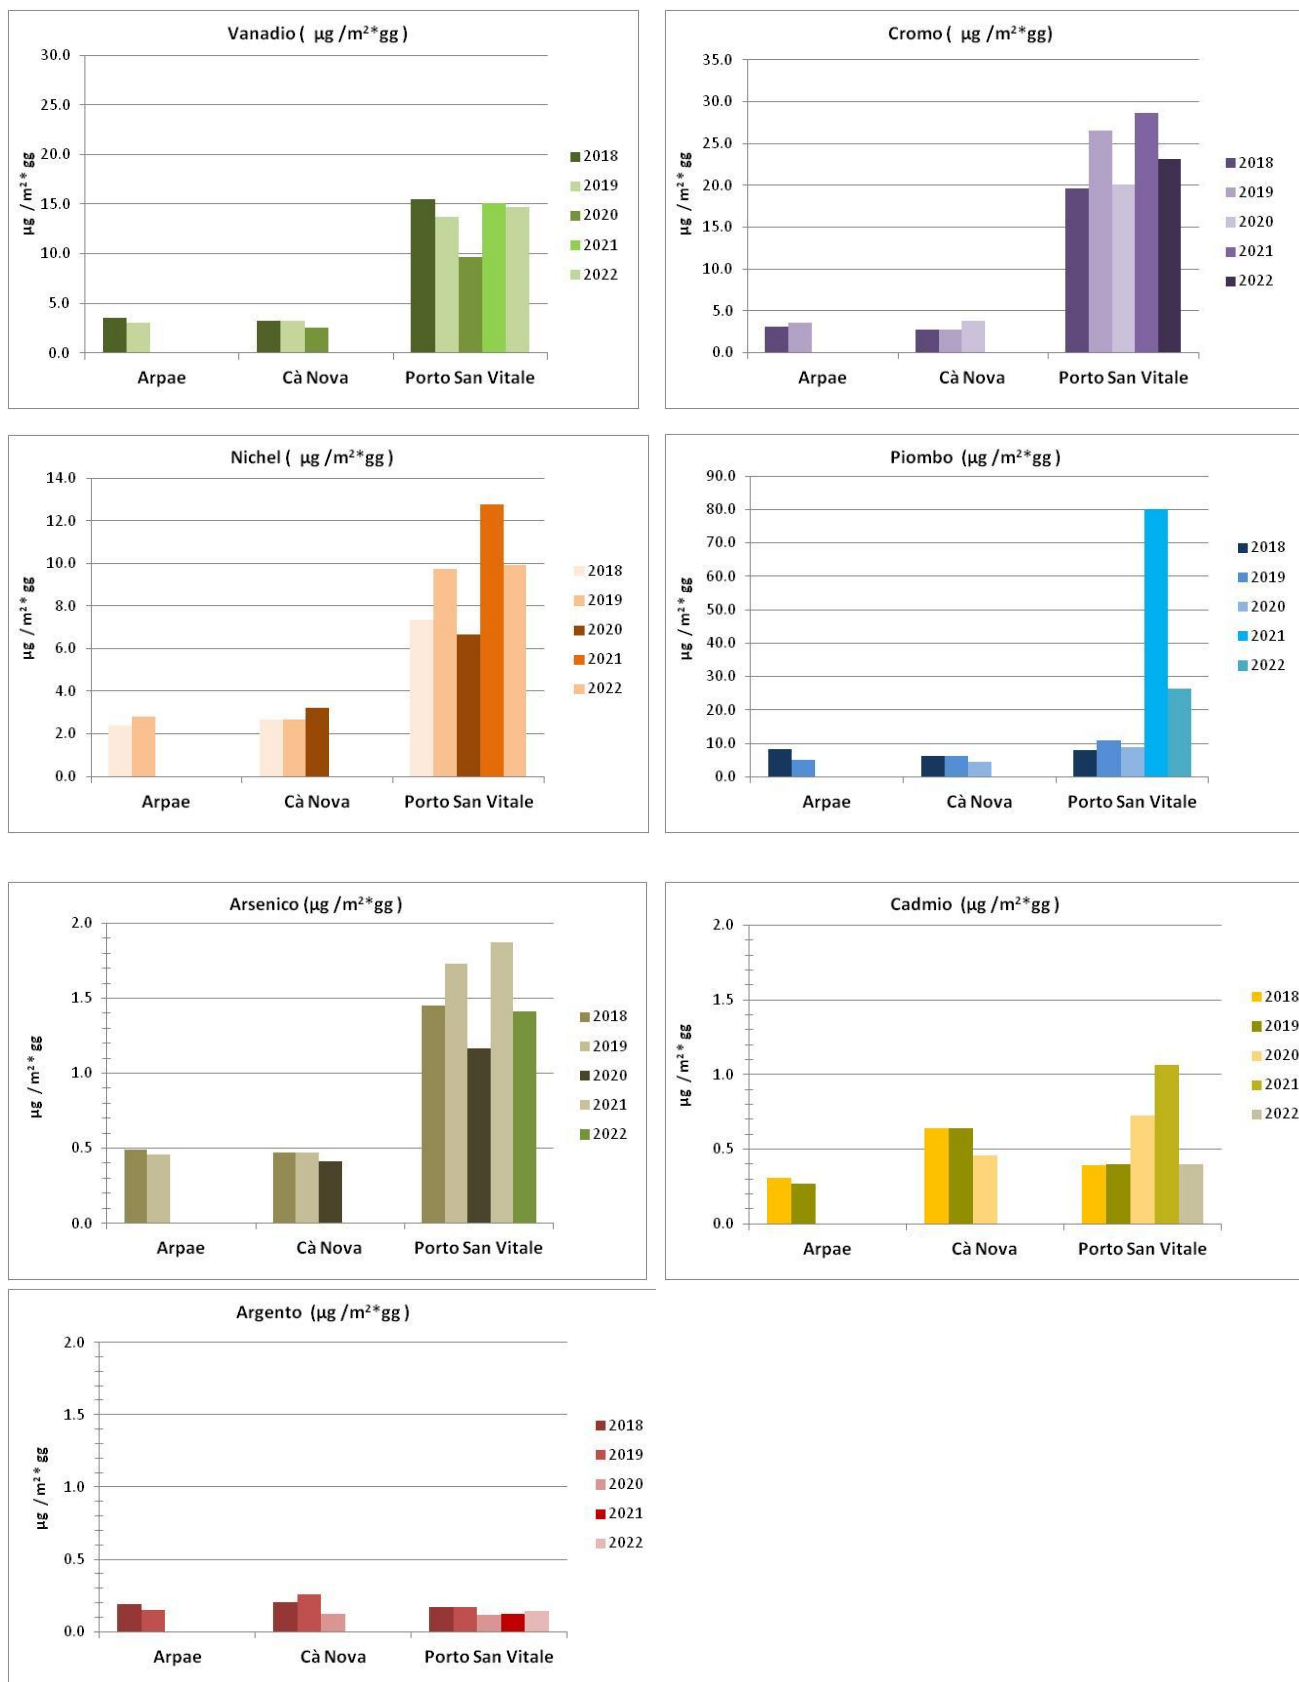 Vanadio ( µg /m²*gg )
30.0
25.0
20.0
15.0
10.0
5.0
0.0
µg / m² * gg
Arpae
Cà Nova
Porto San Vitale
2018
2019
2020
2021
2022
Cromo ( µg /m²*gg)
35.0
30.0
25.0
20.0
15.0
10.0
5.0
0.0
µg / m² * gg
Arpae
Cà Nova
Porto San Vitale
2018
2019
2020
2021
2022
Nichel ( µg /m²*gg )
14.0
12.0
10.0
8.0
6.0
4.0
2.0
0.0
µg / m² * gg
Arpae
Cà Nova
Porto San Vitale
2018
2019
2020
2021
2022
Piombo (µg /m²*gg )
90.0
80.0
70.0
60.0
50.0
40.0
30.0
20.0
10.0
0.0
µg / m² * gg
Arpae
Cà Nova
Porto San Vitale
2018
2019
2020
2021
2022
Arsenico (µg /m²*gg )
2.0
1.5
1.0
0.5
0.0
µg / m² * gg
Arpae
Cà Nova
Porto San Vitale
2018
2019
2020
2021
2022
Cadmio (µg /m²*gg )
2.0
1.5
1.0
0.5
0.0
µg / m² * gg
Arpae
Cà Nova
Porto San Vitale
2018
2019
2020
2021
2022
Argento (µg /m²*gg )
2.0
1.5
1.0
0.5
0.0
µg / m² * gg
Arpae
Cà Nova
Porto San Vitale
2018
2019
2020
2021
2022